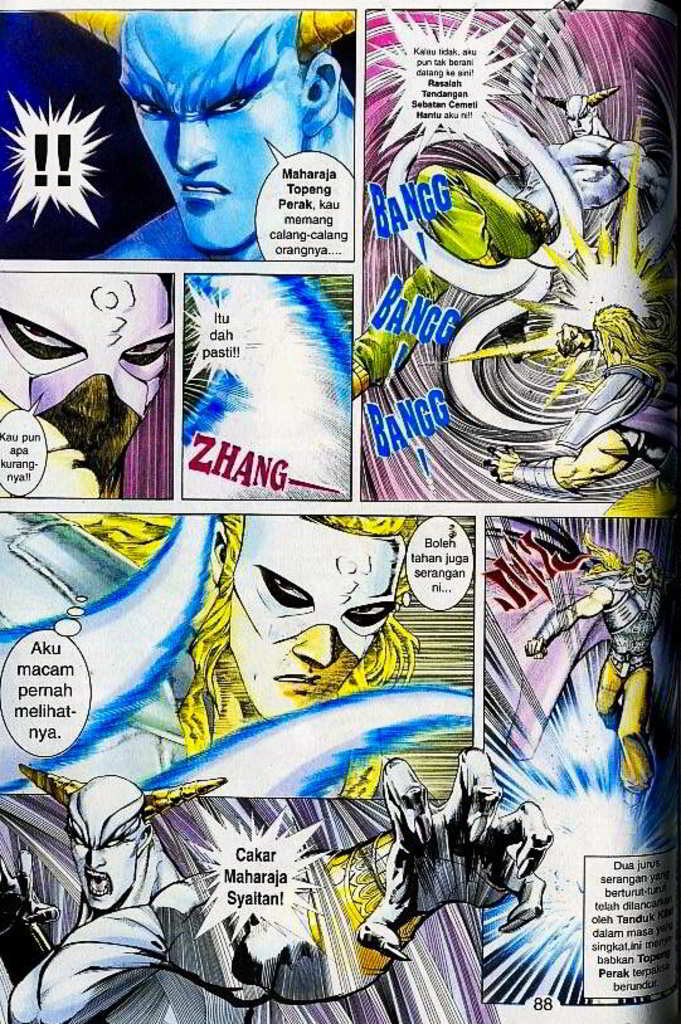 !!
Maharaja
Topeng
Perak, kau
memang
calang-calang
orangnya....
Kalau tidak, aku
pun tak berani
datang ke sini!
Rasalah
Tendangan
Sebatan Cemeti
Hantu aku ni!!
BANGG
!
BANGG
!
BANGG
!
Kau pun
apa
kurang-
nya!!
Itu
dah
pasti!!
ZHANG
Boleh
tahan juga
serangan
ni...
Aku
macam
pernah
melihat-
nya.
Cakar
Maharaja
Syaitan!
Dua jurus
serangan yang
berturut-turut
telah dilancarkan
oleh Tanduk
dalam masa yang
singkat,ini menye-
babkan Topeng
Perak terpaksa
berundur.
88